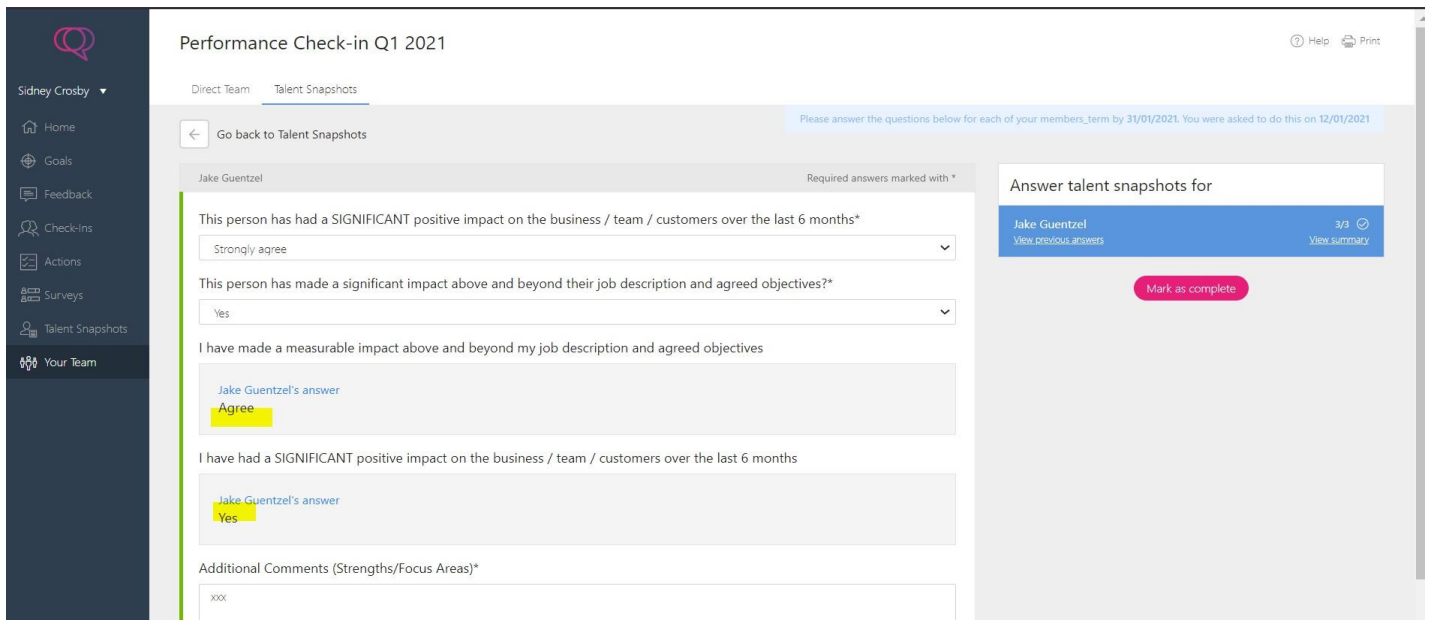 Performance Check-in Q1 2021
Help Print
Sidney Crosby
Direct Team Talent Snapshots
Home
Goals
Feedback
Check-Ins
Actions
Surveys
Talent Snapshots
Your Team
Please answer the questions below for each of your members_term by 31/01/2021. You were asked to do this on 12/01/2021
Go back to Talent Snapshots
Jake Guentzel Required answers marked with *
This person has had a SIGNIFICANT positive impact on the business / team / customers over the last 6 months*
Strongly agree
This person has made a significant impact above and beyond their job description and agreed objectives?*
Yes
I have made a measurable impact above and beyond my job description and agreed objectives
Jake Guentzel's answer
Agree
I have had a SIGNIFICANT positive impact on the business / team / customers over the last 6 months
Jake Guentzel's answer
Yes
Additional Comments (Strengths/Focus Areas)*
xxx
Answer talent snapshots for
Jake Guentzel 3/3
View previous answers View summary
Mark as complete